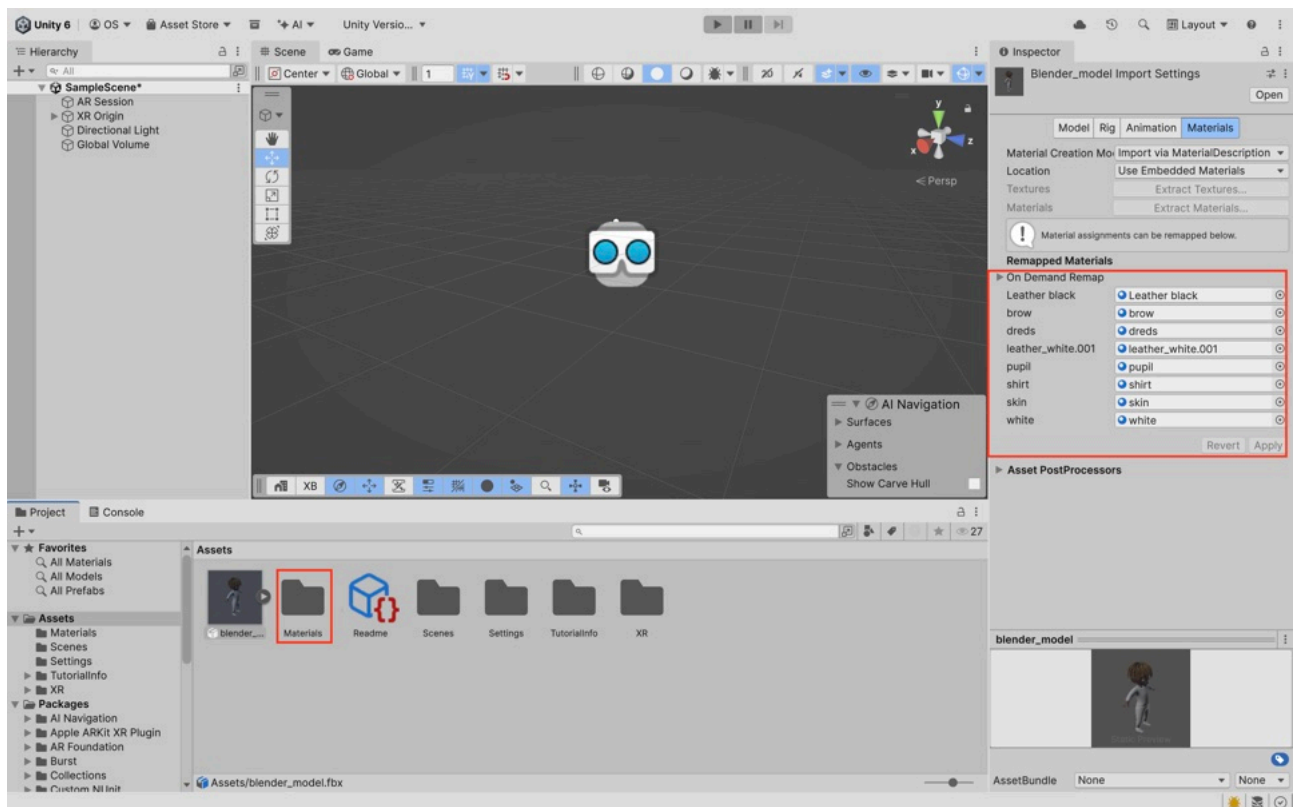 Unity 6 OS Asset Store AI Unity Versio... Layout
Hierarchy
All
SampleScene*
AR Session
XR Origin
Directional Light
Global Volume
Scene Game
Center Global 1
y
x z
Persp
AI Navigation
Surfaces
Agents
Obstacles
Show Carve Hull
XB
Inspector
Blender_model Import Settings
Open
Model Rig Animation Materials
Material Creation Mo Import via MaterialDescription
Location Use Embedded Materials
Textures Extract Textures...
Materials Extract Materials...
Material assignments can be remapped below.
Remapped Materials
On Demand Remap
Leather black Leather black
brow brow
dreds dreds
leather_white.001 leather_white.001
pupil pupil
shirt shirt
skin skin
white white
Revert Apply
Asset PostProcessors
Project Console
27
Favorites
All Materials
All Models
All Prefabs
Assets
Materials
Scenes
Settings
TutorialInfo
XR
Packages
AI Navigation
Apple ARKit XR Plugin
AR Foundation
Burst
Collections
Custom NUnit
Assets
blender_... Materials Readme Scenes Settings TutorialInfo XR
Assets/blender_model.fbx
blender_model
Static Preview
AssetBundle None None